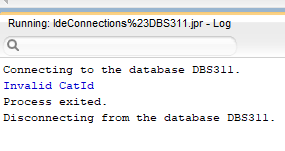 Running: IdeConnections%23DBS311.jpr - Log
Connecting to the database DBS311.
Invalid CatId
Process exited.
Disconnecting from the database DBS311.